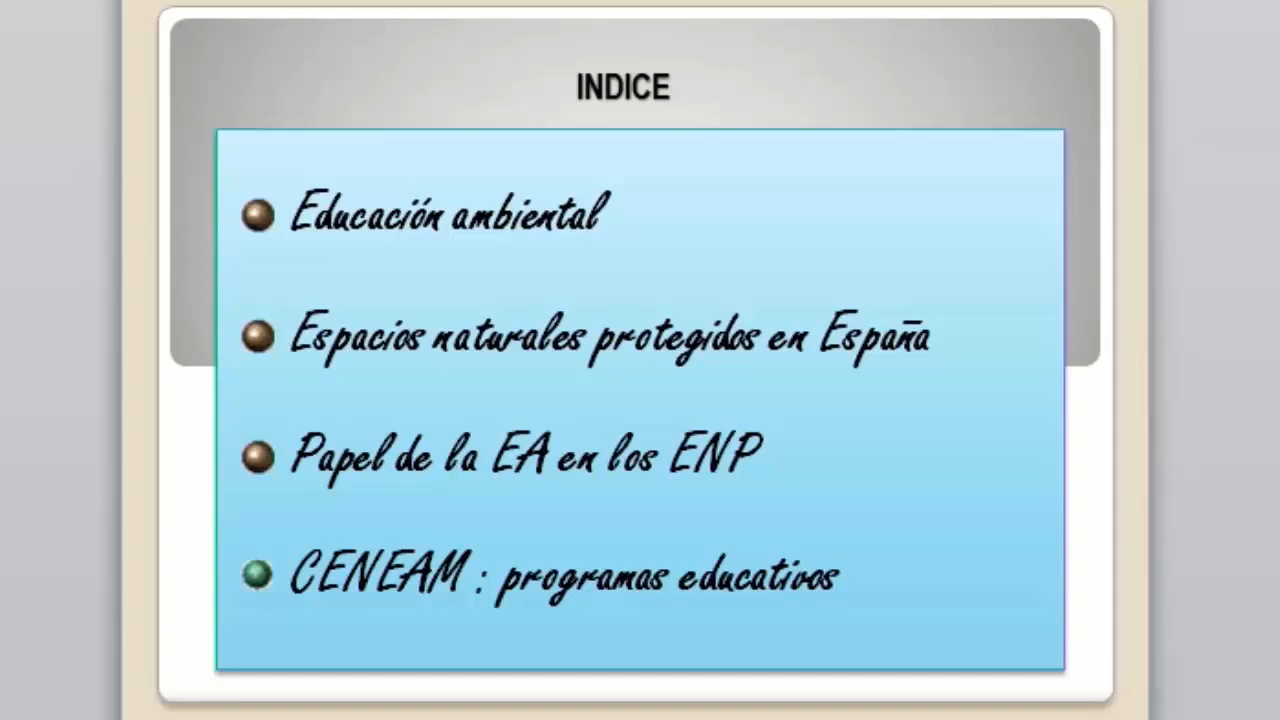 INDICE
Educación ambiental
Espacios naturales protegidos en España
Papel de la EA en los ENP
CENEAM : programas educativos